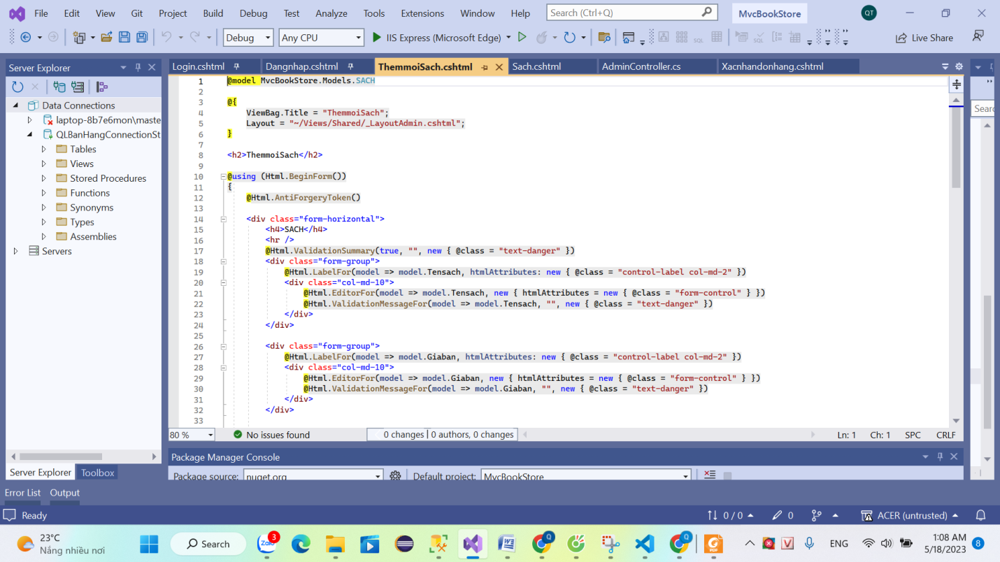 File Edit View Git Project Build Debug Test Analyze Tools Extensions Window Help Search (Ctrl+Q) MvcBookStore QT
Debug Any CPU IIS Express (Microsoft Edge) Live Share
Server Explorer
Data Connections
laptop-8b7e6mon\maste
QLBanHangConnectionSt
Tables
Views
Stored Procedures
Functions
Synonyms
Types
Assemblies
Servers
Server Explorer Toolbox
Login.cshtml Dangnhap.cshtml ThemmoiSach.cshtml Sach.cshtml AdminController.cs Xacnhandonhang.cshtml
1 @model MvcBookStore.Models.SACH
2
3 @{
4 ViewBag.Title = "ThemmoiSach";
5 Layout = "~/Views/Shared/_LayoutAdmin.cshtml";
6 }
7
8 <h2>ThemmoiSach</h2>
9
10 @using (Html.BeginForm())
11 {
12 @Html.AntiForgeryToken()
13
14 <div class="form-horizontal">
15 <h4>SACH</h4>
16 <hr />
17 @Html.ValidationSummary(true, "", new { @class = "text-danger" })
18 <div class="form-group">
19 @Html.LabelFor(model => model.Tensach, htmlAttributes: new { @class = "control-label col-md-2" })
20 <div class="col-md-10">
21 @Html.EditorFor(model => model.Tensach, new { htmlAttributes = new { @class = "form-control" } })
22 @Html.ValidationMessageFor(model => model.Tensach, "", new { @class = "text-danger" })
23 </div>
24 </div>
25
26 <div class="form-group">
27 @Html.LabelFor(model => model.Giaban, htmlAttributes: new { @class = "control-label col-md-2" })
28 <div class="col-md-10">
29 @Html.EditorFor(model => model.Giaban, new { htmlAttributes = new { @class = "form-control" } })
30 @Html.ValidationMessageFor(model => model.Giaban, "", new { @class = "text-danger" })
31 </div>
32 </div>
33
80 % No issues found 0 changes | 0 authors, 0 changes Ln: 1 Ch: 1 SPC CRLF
Searc
Package Manager Console
Package source: nuget.org Default project: MvcBookStore
Error List Output
Ready 0 / 0 0 ACER (untrusted)
23°C
Nắng nhiều nơi
Search
Zalo 3
Q
Q
PDF
ENG
1:08 AM
5/18/2023
8